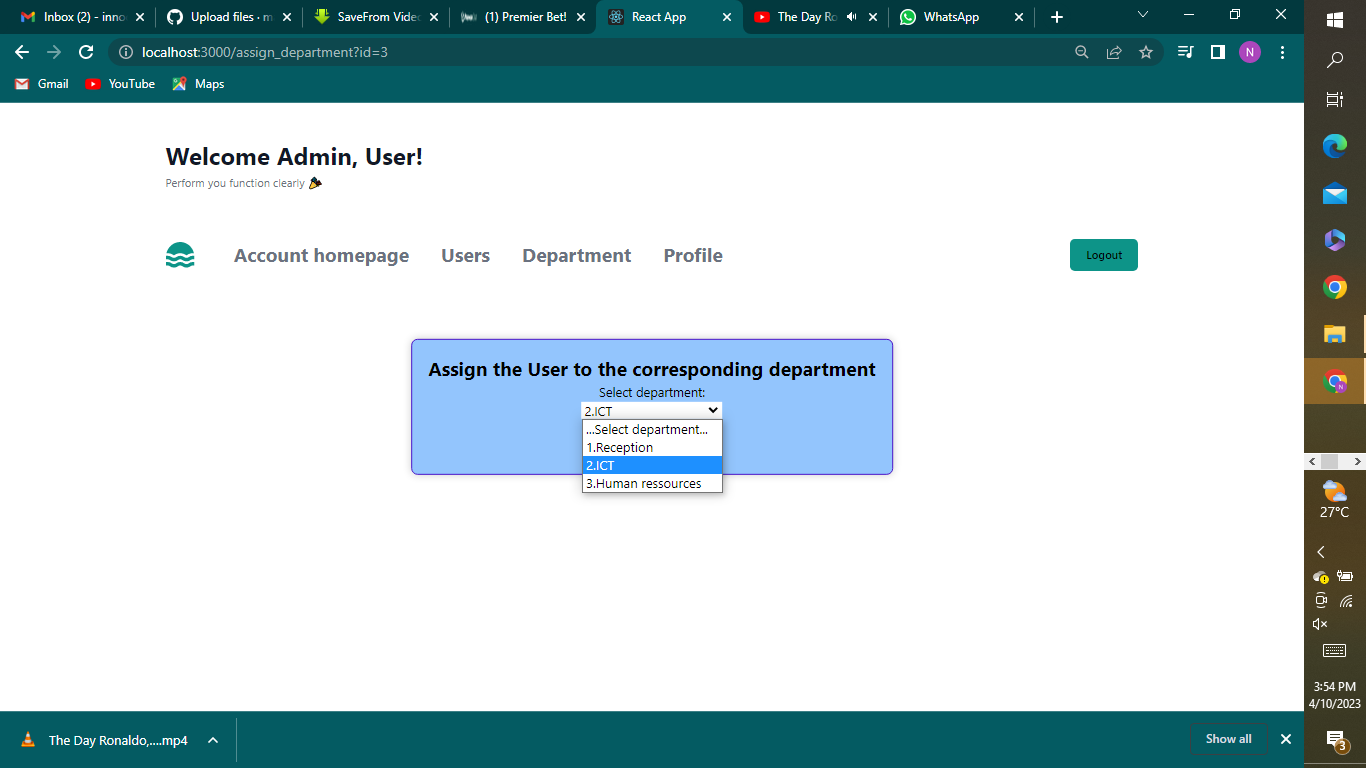 Inbox (2) - inno
Upload files · m
SaveFrom Video
(1) Premier Bet!
React App
The Day Ro
WhatsApp
localhost:3000/assign_department?id=3
N
Gmail
YouTube
Maps
Welcome Admin, User!
Perform you function clearly
Account homepage
Users
Department
Profile
Logout
Assign the User to the corresponding department
Select department:
2.ICT
...Select department...
1.Reception
2.ICT
3.Human ressources
27°C
3:54 PM
4/10/2023
3
The Day Ronaldo,....mp4
Show all